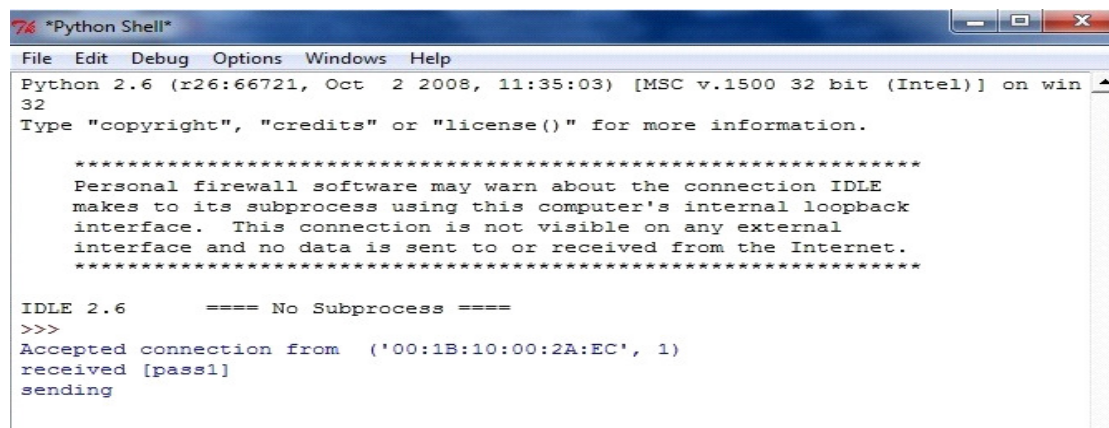 *Python Shell*
File Edit Debug Options Windows Help
Python 2.6 (r26:66721, Oct  2 2008, 11:35:03) [MSC v.1500 32 bit (Intel)] on win
32
Type "copyright", "credits" or "license()" for more information.
****************************************************************
Personal firewall software may warn about the connection IDLE
makes to its subprocess using this computer's internal loopback
interface.  This connection is not visible on any external
interface and no data is sent to or received from the Internet.
****************************************************************
IDLE 2.6      ==== No Subprocess ====
>>>
Accepted connection from  ('00:1B:10:00:2A:EC', 1)
received [pass1]
sending